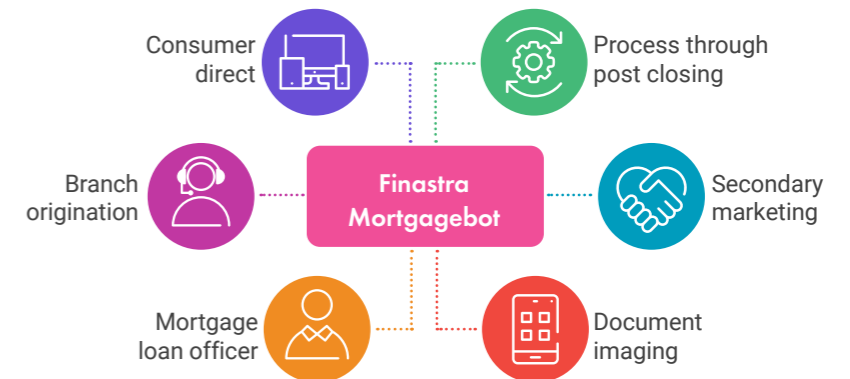 Consumer
direct
Process through
post closing
Branch
origination
Finastra
Mortgagebot
Secondary
marketing
Mortgage
loan officer
Document
imaging